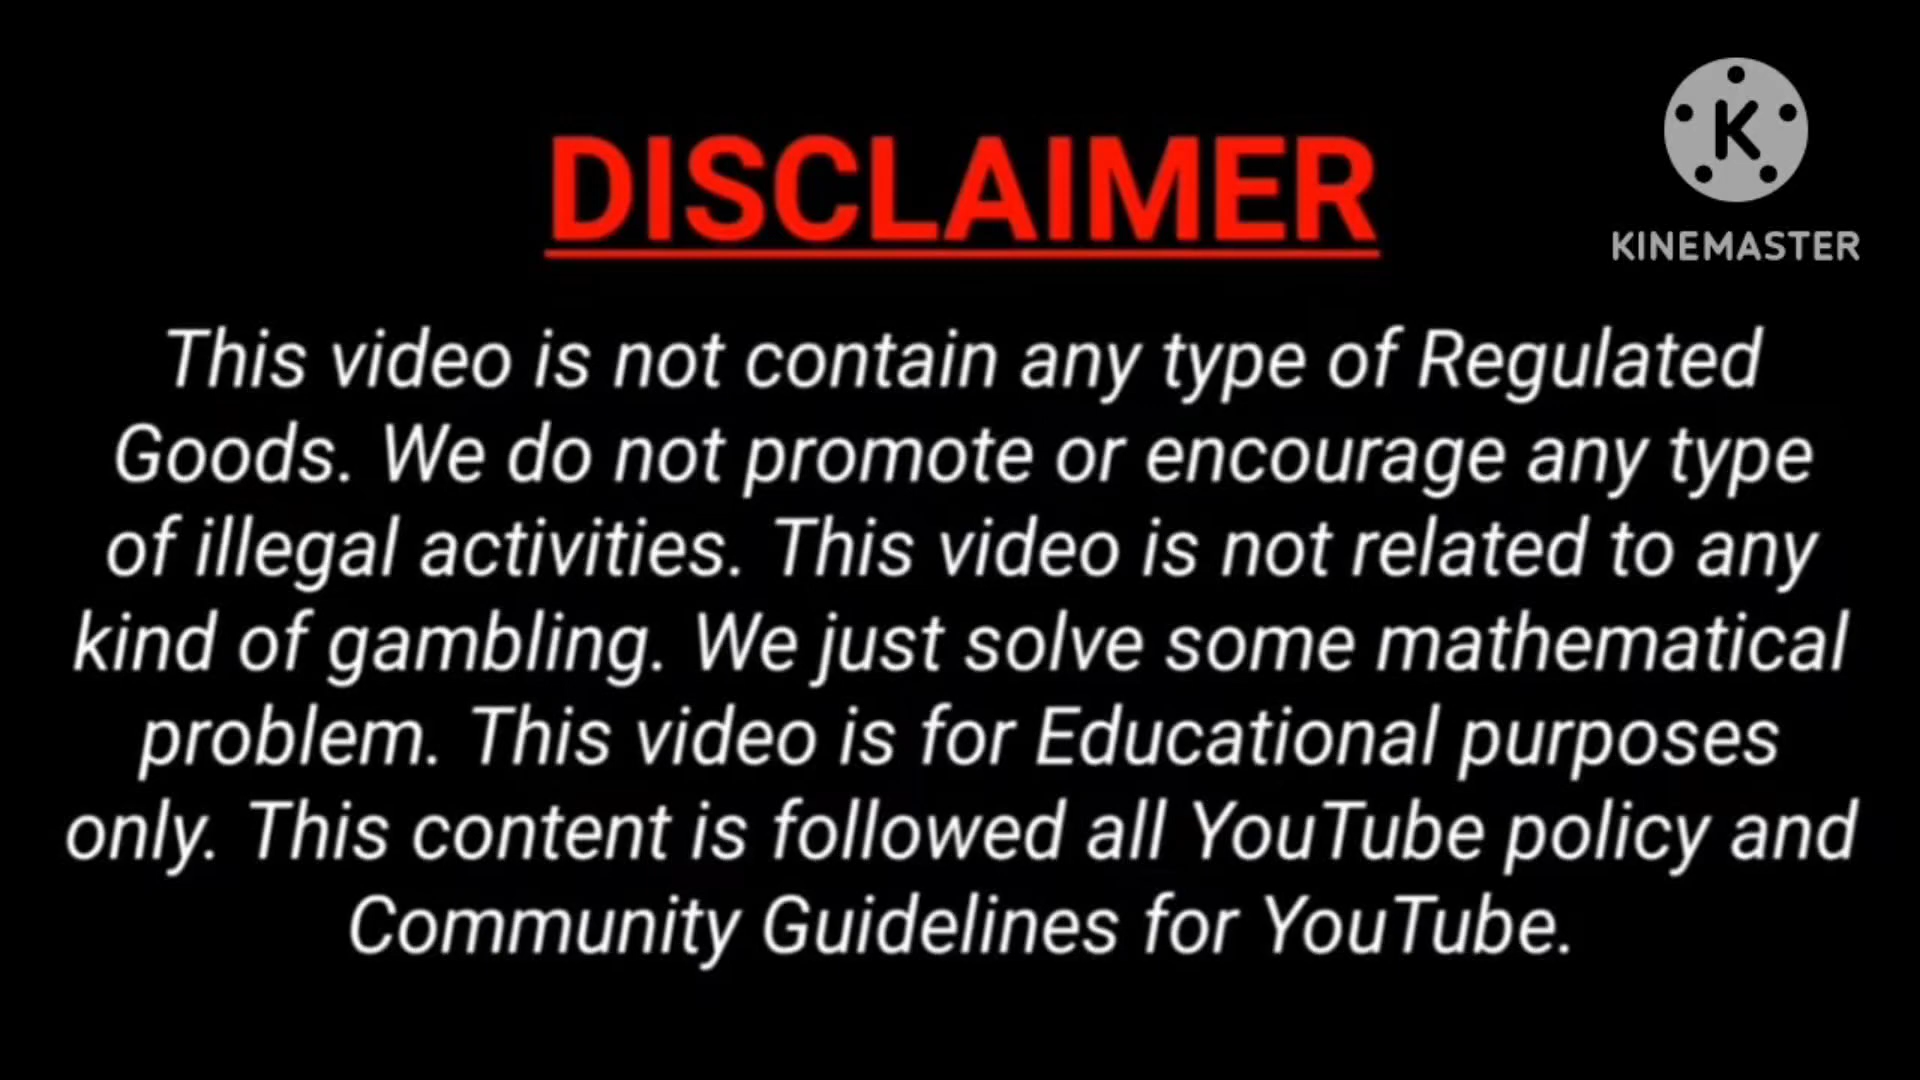 DISCLAIMER
K
KINEMASTER
This video is not contain any type of Regulated
Goods. We do not promote or encourage any type
of illegal activities. This video is not related to any
kind of gambling. We just solve some mathematical
problem. This video is for Educational purposes
only. This content is followed all YouTube policy and
Community Guidelines for YouTube.